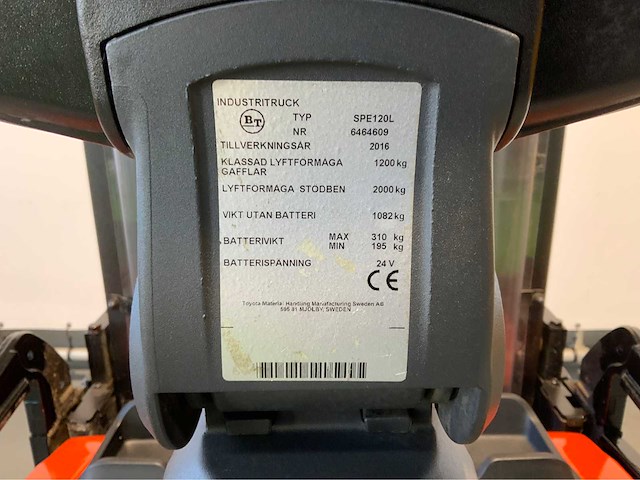 INDUSTRITRUCK
BT TYP SPE120L
NR 6464609
TILLVERKNINGSÅR 2016
KLASSAD LYFTFORMÅGA 1200 kg
GAFFLAR
LYFTFORMAGA STODBEN 2000 kg
VIKT UTAN BATTERI 1082 kg
BATTERIVIKT MAX 310 kg
MIN 195 kg
BATTERISPANNING 24 V
CE
Toyota Material Handling Manufacturing Sweden AB
595 81 MJÖLBY, SWEDEN